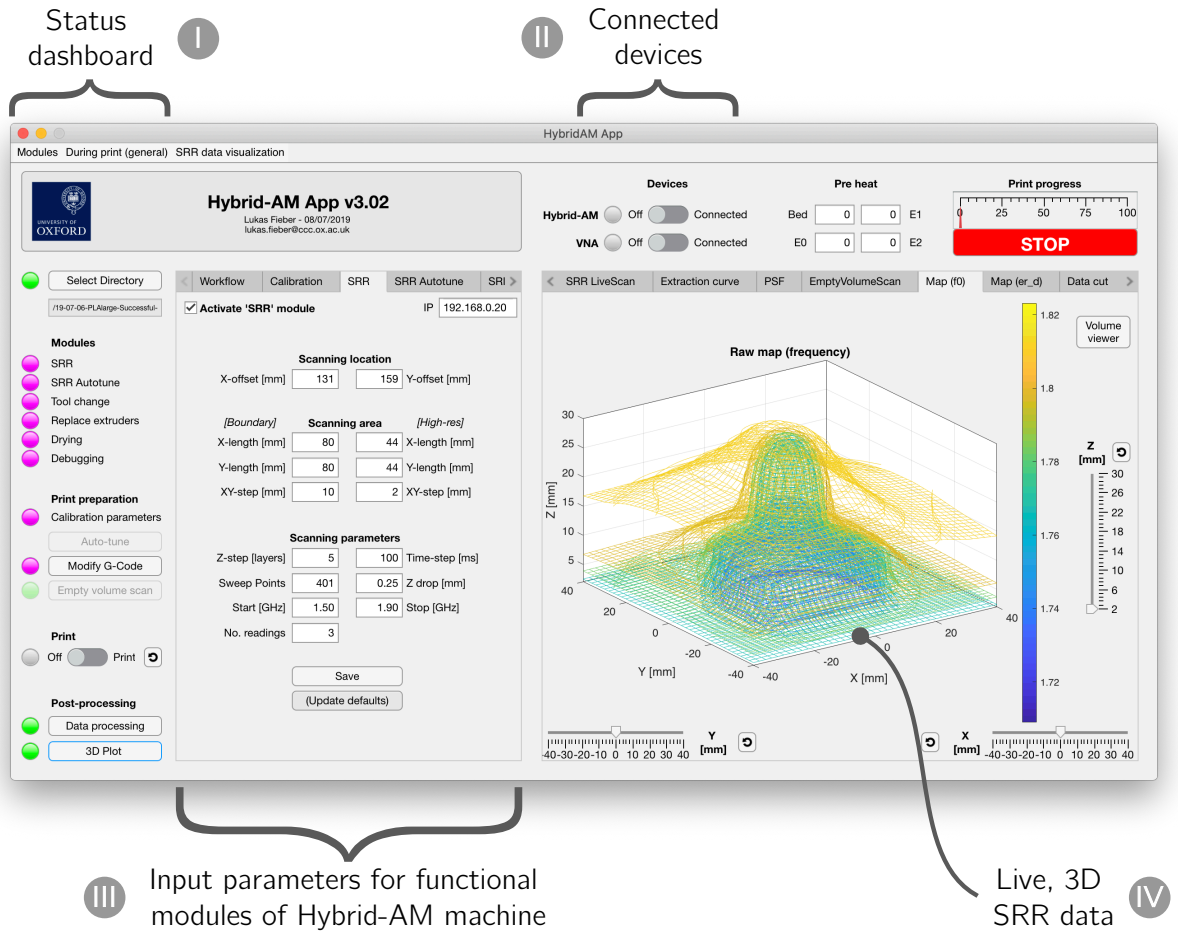 Status
dashboard
I
II
Connected
devices
HybridAM App
Modules During print (general) SRR data visualization
UNIVERSITY OF
OXFORD
Hybrid-AM App v3.02
Lukas Fieber - 08/07/2019
lukas.fieber@ccc.ox.ac.uk
Devices
Hybrid-AM Off Connected
VNA Off Connected
Pre heat
Bed 0 0 E1
E0 0 0 E2
Print progress
0 25 50 75 100
STOP
Select Directory
/19-07-06-PLAlarge-Successful-
Modules
SRR
SRR Autotune
Tool change
Replace extruders
Drying
Debugging
Print preparation
Calibration parameters
Auto-tune
Modify G-Code
Empty volume scan
Print
Off Print
Post-processing
Data processing
3D Plot
Workflow Calibration SRR SRR Autotune SRI
Activate 'SRR' module IP 192.168.0.20
Scanning location
X-offset [mm] 131 159 Y-offset [mm]
[Boundary] Scanning area [High-res]
X-length [mm] 80 44 X-length [mm]
Y-length [mm] 80 44 Y-length [mm]
XY-step [mm] 10 2 XY-step [mm]
Scanning parameters
Z-step [layers] 5 100 Time-step [ms]
Sweep Points 401 0.25 Z drop [mm]
Start [GHz] 1.50 1.90 Stop [GHz]
No. readings 3
Save
(Update defaults)
SRR LiveScan Extraction curve PSF EmptyVolumeScan Map (f0) Map (er_d) Data cut
Volume
viewer
Raw map (frequency)
30
25
20
15
10
5
Z [mm]
40
20
0
-20
-40
Y [mm]
-40
-20
0
20
40
X [mm]
1.82
1.8
1.78
1.76
1.74
1.72
Z
[mm]
30
26
22
18
14
10
6
2
-40 -30 -20 -10 0 10 20 30 40
Y
[mm]
X
[mm]
-40 -30 -20 -10 0 10 20 30 40
III
Input parameters for functional
modules of Hybrid-AM machine
Live, 3D
SRR data
IV